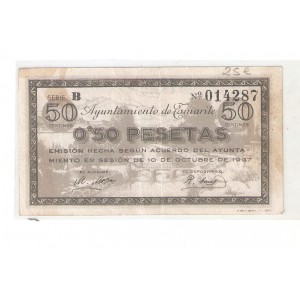 25€
SERIE B Nº 014287
50 Ayuntamiento de Tamarite 50
CENTIMOS CENTIMOS
0'50 PESETAS
EMISIÓN HECHA SEGÚN ACUERDO DEL AYUNTA
MIENTO EN SESIÓN DE 10 DE OCTUBRE DE 1937
EL ALCALDE, EL DEPOSITARIO,